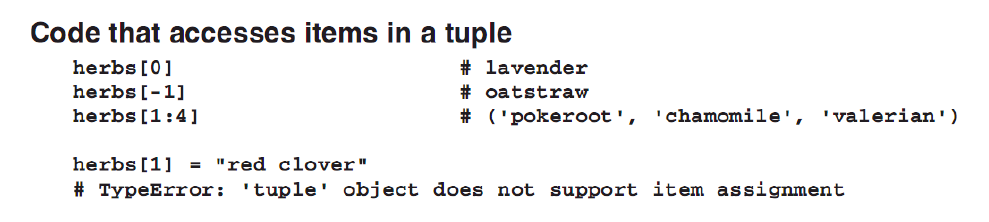 Code that accesses items in a tuple
herbs[0] # lavender
herbs[-1] # oatstraw
herbs[1:4] # ('pokeroot', 'chamomile', 'valerian')
herbs[1] = "red clover"
# TypeError: 'tuple' object does not support item assignment